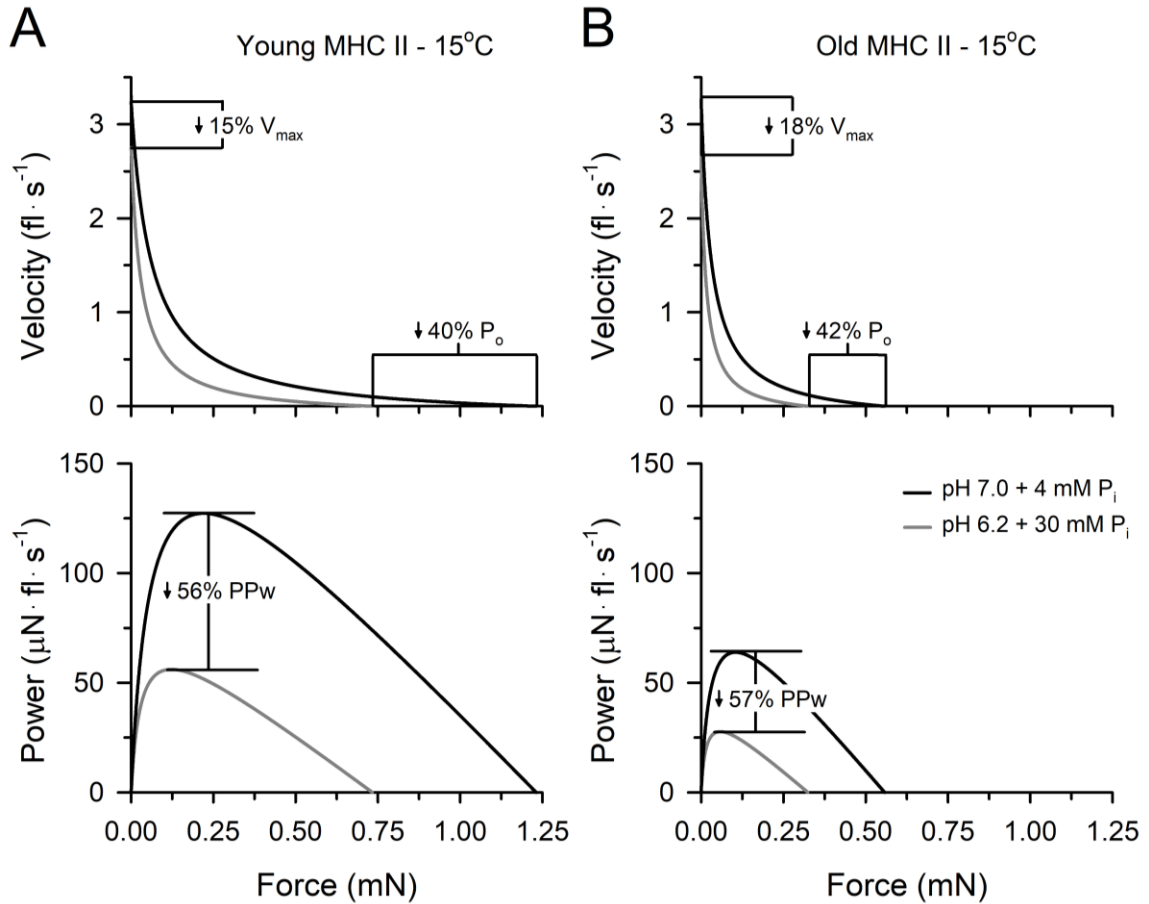 A
Young MHC II - 15°C
Velocity (fl· s⁻¹)
3
2
1
0
↓ 15% Vmax
↓ 40% Po
Power (μN· fl· s⁻¹)
150
100
50
0
↓ 56% PPw
0.00 0.25 0.50 0.75 1.00 1.25
Force (mN)
B
Old MHC II - 15°C
Velocity (fl· s⁻¹)
3
2
1
0
↓ 18% Vmax
↓ 42% Po
Power (μN· fl· s⁻¹)
150
100
50
0
pH 7.0 + 4 mM Pi
pH 6.2 + 30 mM Pi
↓ 57% PPw
0.00 0.25 0.50 0.75 1.00 1.25
Force (mN)